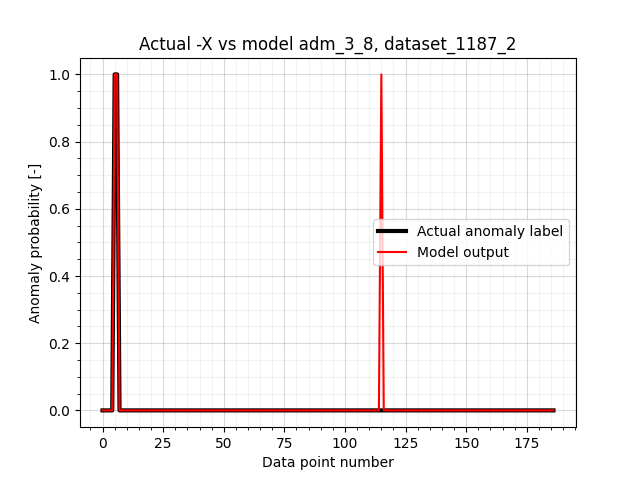 Actual -X vs model adm_3_8, dataset_1187_2
Anomaly probability [-]
1.0
0.8
0.6
0.4
0.2
0.0
Actual anomaly label
Model output
0 25 50 75 100 125 150 175
Data point number